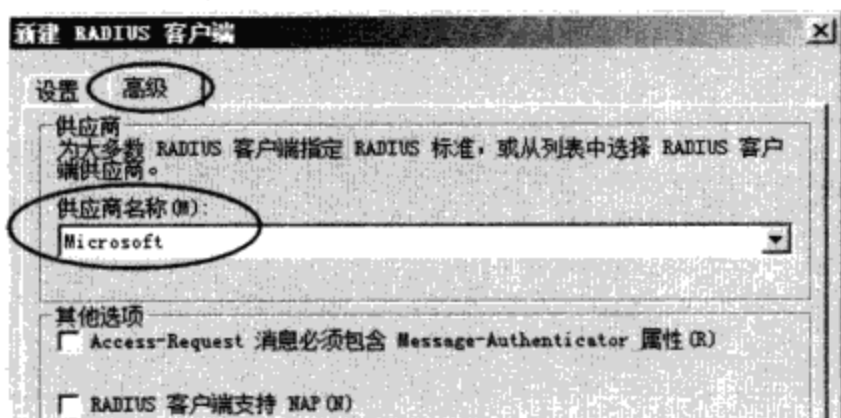 新建 RADIUS 客户端
设置 高级
供应商
为大多数 RADIUS 客户端指定 RADIUS 标准，或从列表中选择 RADIUS 客户
端供应商。
供应商名称(M):
Microsoft
其他选项
Access-Request 消息必须包含 Message-Authenticator 属性(R)
RADIUS 客户端支持 NAP(N)